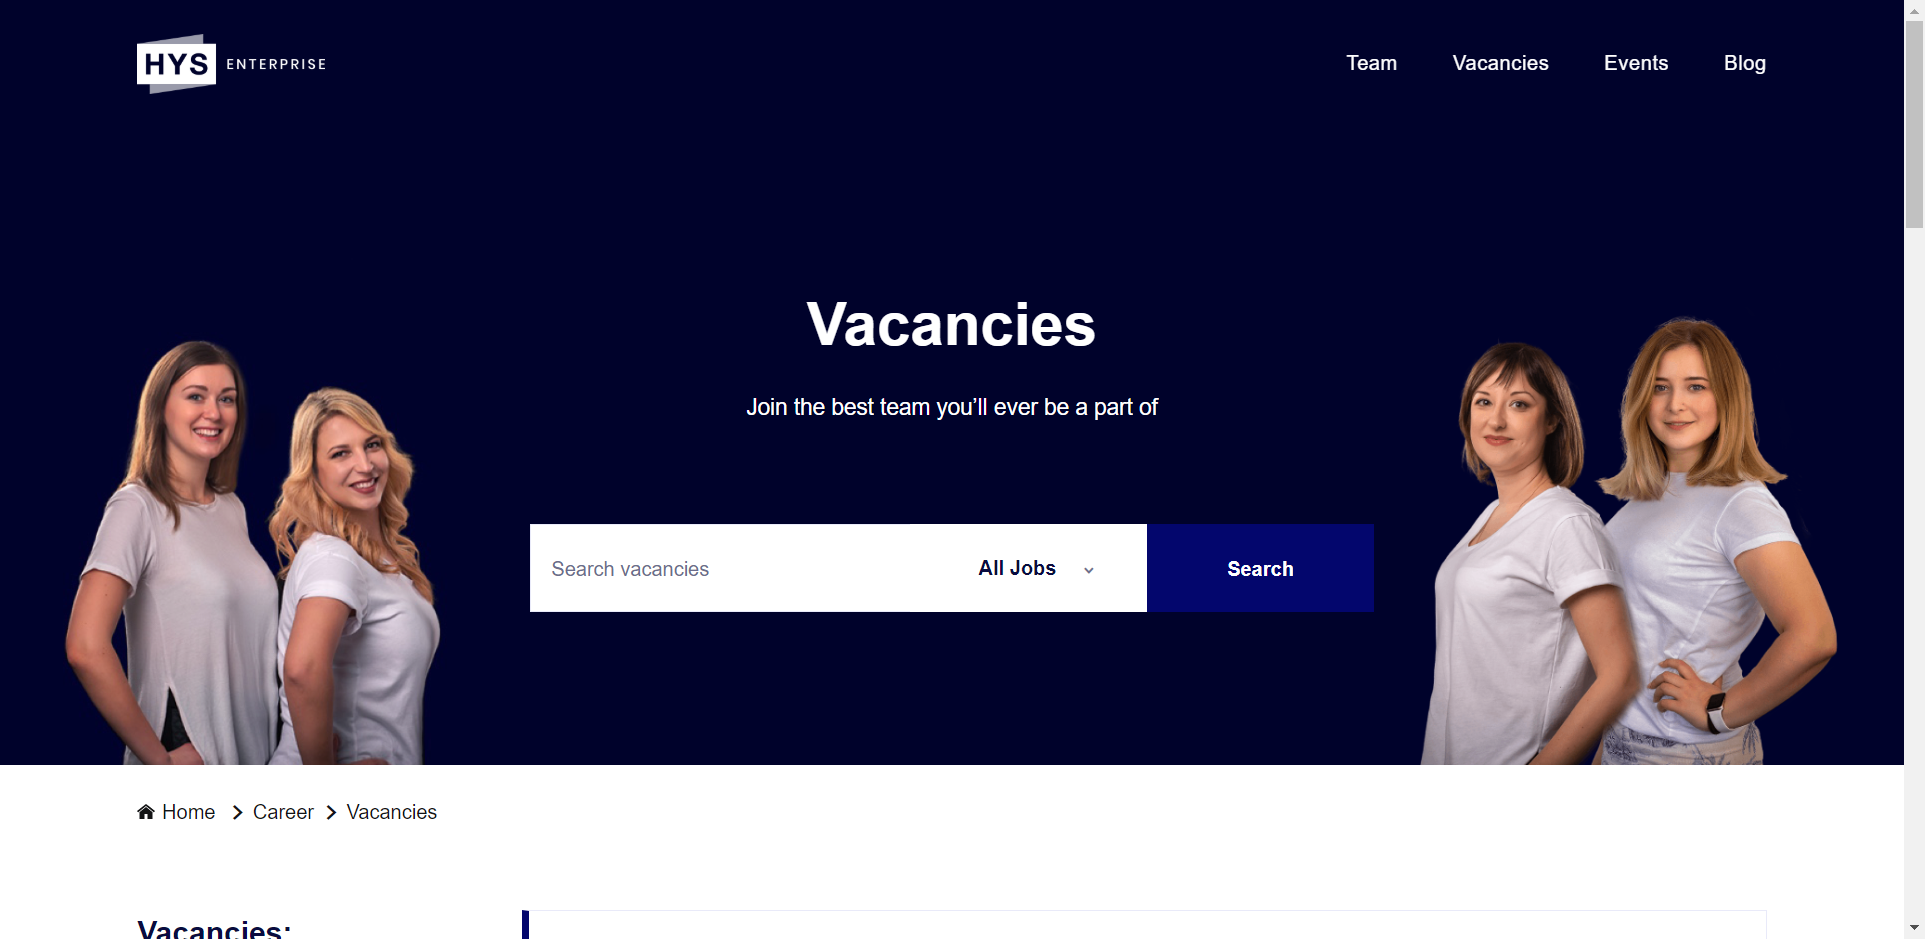 HYS ENTERPRISE
Team Vacancies Events Blog
Vacancies
Join the best team you’ll ever be a part of
Search vacancies All Jobs Search
Home Career Vacancies
Vacancies: